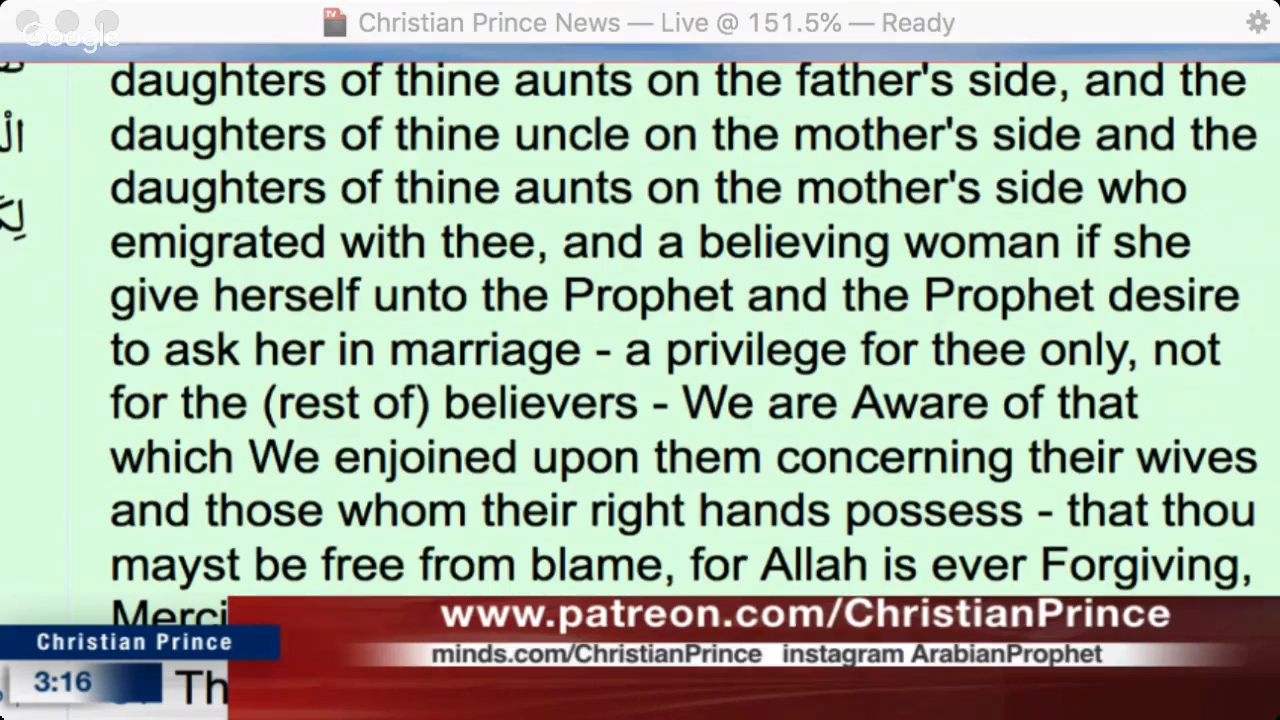 Christian Prince News — Live @ 151.5% — Ready
Google
daughters of thine aunts on the father's side, and the
daughters of thine uncle on the mother's side and the
daughters of thine aunts on the mother's side who
emigrated with thee, and a believing woman if she
give herself unto the Prophet and the Prophet desire
to ask her in marriage - a privilege for thee only, not
for the (rest of) believers - We are Aware of that
which We enjoined upon them concerning their wives
and those whom their right hands possess - that thou
mayst be free from blame, for Allah is ever Forgiving,
Merci
www.patreon.com/ChristianPrince
Christian Prince
minds.com/ChristianPrince instagram ArabianProphet
3:16
Th